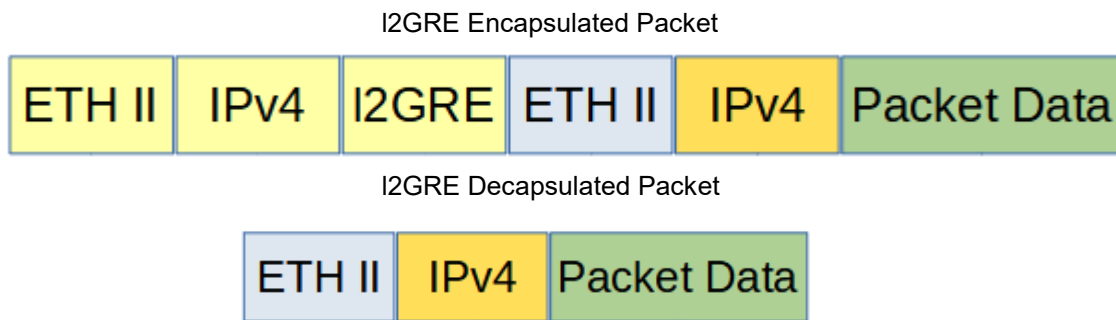 l2GRE Encapsulated Packet
ETH II IPv4 l2GRE ETH II IPv4 Packet Data
l2GRE Decapsulated Packet
ETH II IPv4 Packet Data